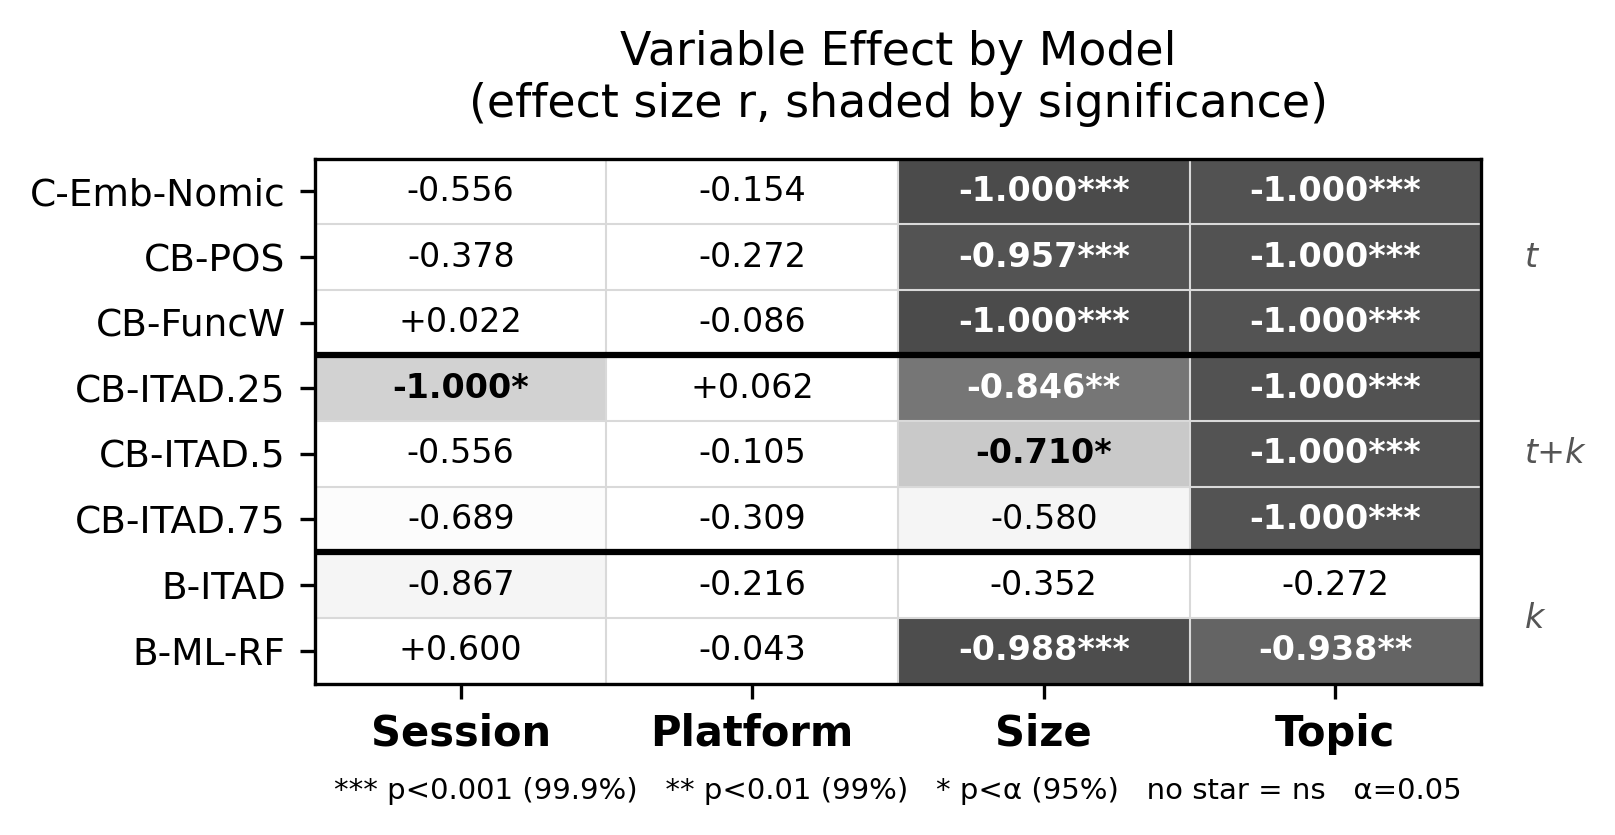 Variable Effect by Model
(effect size r, shaded by significance)
C-Emb-Nomic -0.556 -0.154 -1.000*** -1.000***
CB-POS -0.378 -0.272 -0.957*** -1.000*** t
CB-FuncW +0.022 -0.086 -1.000*** -1.000***
CB-ITAD.25 -1.000* +0.062 -0.846** -1.000***
CB-ITAD.5 -0.556 -0.105 -0.710* -1.000*** t+k
CB-ITAD.75 -0.689 -0.309 -0.580 -1.000***
B-ITAD -0.867 -0.216 -0.352 -0.272
k
B-ML-RF +0.600 -0.043 -0.988*** -0.938**
Session Platform Size Topic
*** p<0.001 (99.9%) ** p<0.01 (99%) * p<α (95%) no star = ns α=0.05